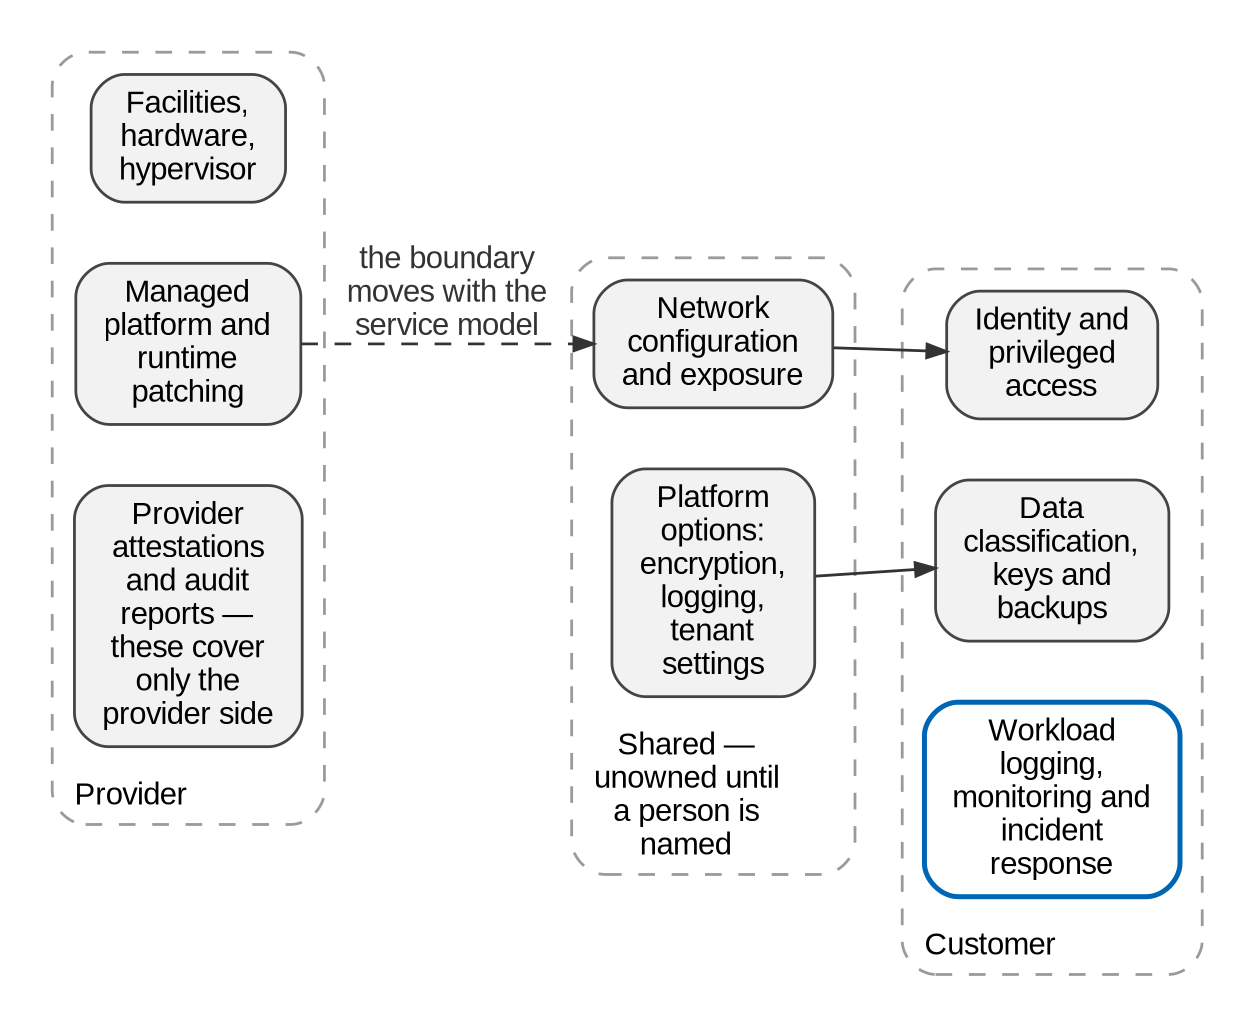 Facilities,
hardware,
hypervisor
Managed
platform and
runtime
patching
Provider
attestations
and audit
reports —
these cover
only the
provider side
Provider
the boundary
moves with the
service model
Network
configuration
and exposure
Platform
options:
encryption,
logging,
tenant
settings
Shared —
unowned until
a person is
named
Identity and
privileged
access
Data
classification,
keys and
backups
Workload
logging,
monitoring and
incident
response
Customer